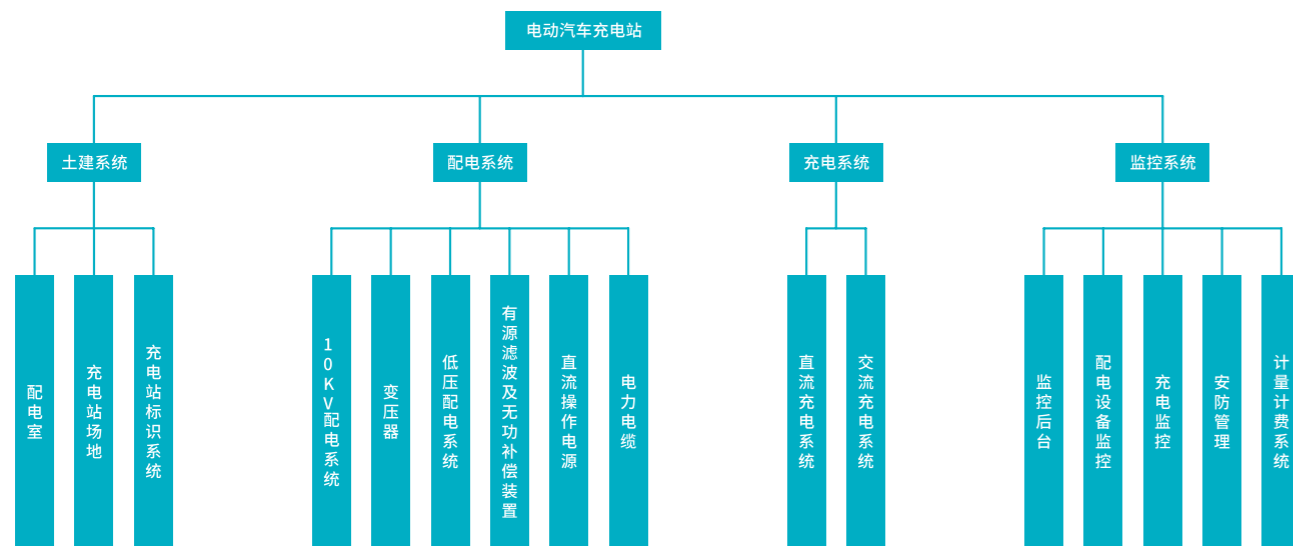 电动汽车充电站
土建系统
配电系统
充电系统
监控系统
配电室
充电站场地
充电站标识系统
10KV配电系统
变压器
低压配电系统
有源滤波及无功补偿装置
直流操作电源
电力电缆
直流充电系统
交流充电系统
监控后台
配电设备监控
充电监控
安防管理
计量计费系统